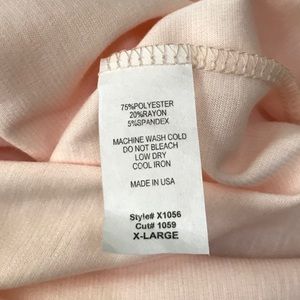 75%POLYESTER
20%RAYON
5%SPANDEX
MACHINE WASH COLD
DO NOT BLEACH
LOW DRY
COOL IRON
MADE IN USA
Style# X1056
Cut# 1059
X-LARGE